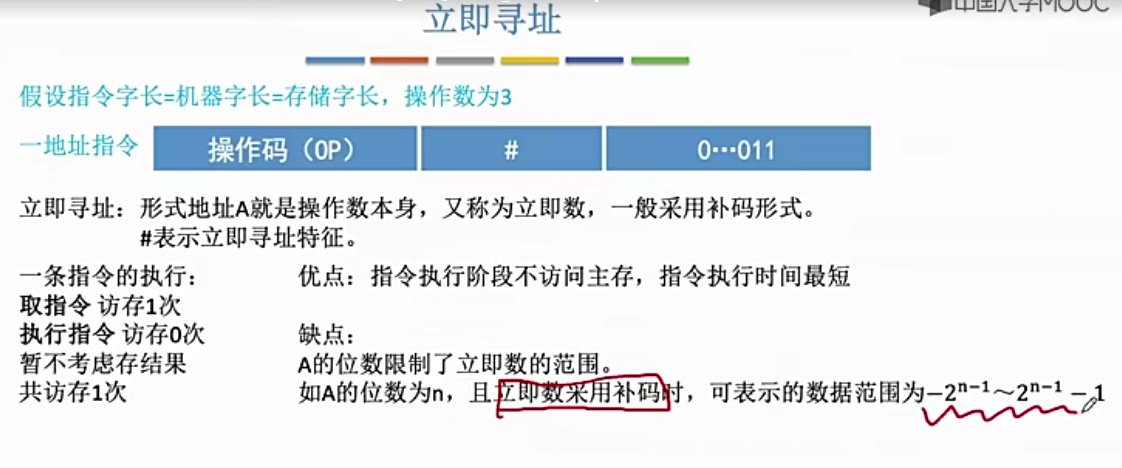 中国大学MOOC
立即寻址
假设指令字长=机器字长=存储字长，操作数为3
一地址指令 操作码（OP） # 0…011
立即寻址：形式地址A就是操作数本身，又称为立即数，一般采用补码形式。
#表示立即寻址特征。
一条指令的执行： 优点：指令执行阶段不访问主存，指令执行时间最短
取指令 访存1次
执行指令 访存0次 缺点：
暂不考虑存结果 A的位数限制了立即数的范围。
共访存1次 如A的位数为n，且立即数采用补码时，可表示的数据范围为−2ⁿ⁻¹～2ⁿ⁻¹−1